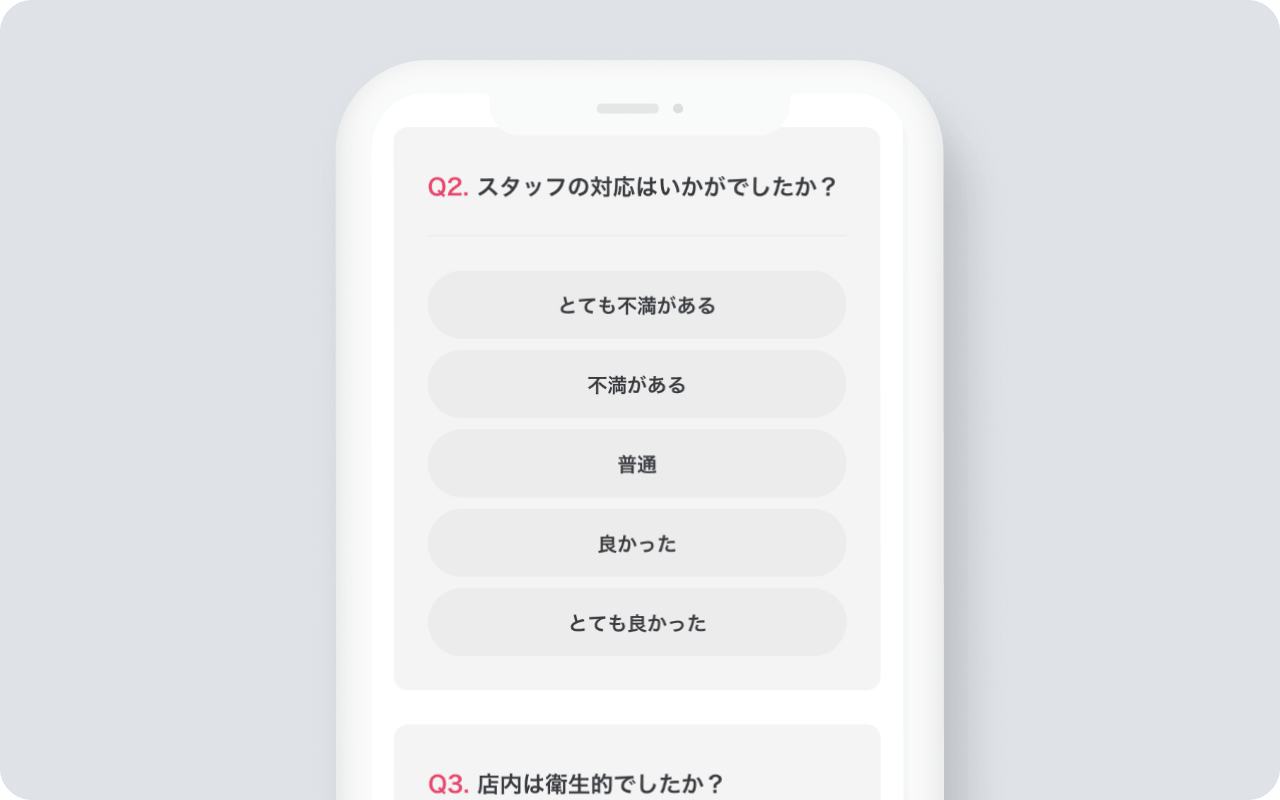 Q2. スタッフの対応はいかがでしたか？
とても不満がある
不満がある
普通
良かった
とても良かった
Q3. 店内は衛生的でしたか？